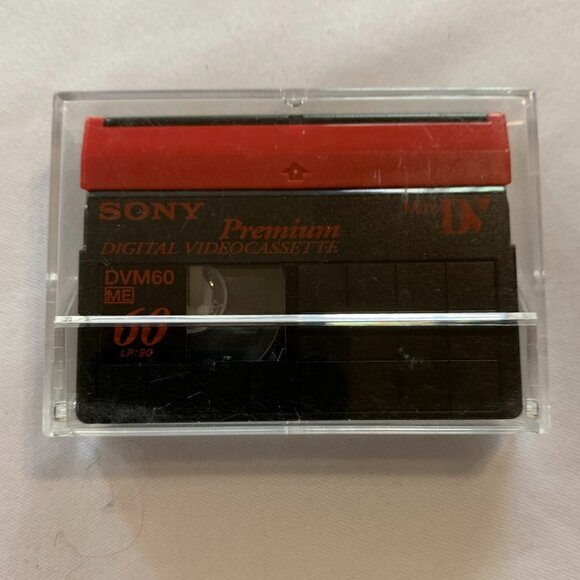 SONY
Premium
Mini DV
DIGITAL VIDEOCASSETTE
DVM60
ME
60
LP:90